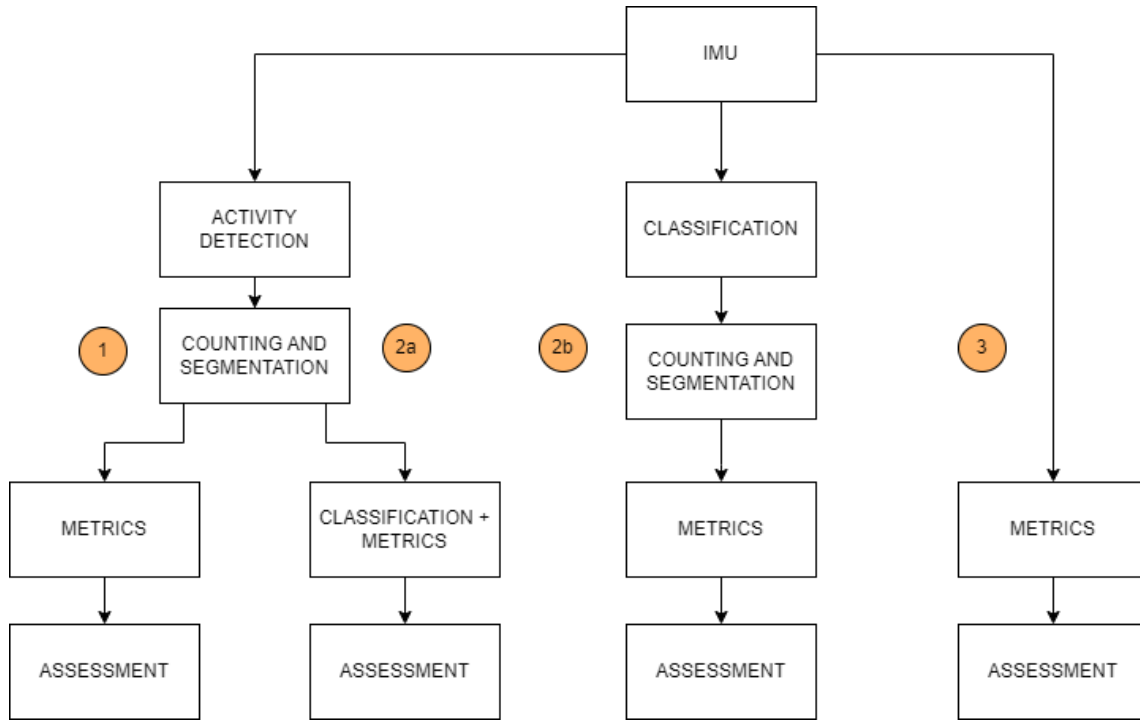 IMU
ACTIVITY
DETECTION
CLASSIFICATION
1
COUNTING AND
SEGMENTATION
2a
2b
COUNTING AND
SEGMENTATION
3
METRICS
CLASSIFICATION +
METRICS
METRICS
METRICS
ASSESSMENT
ASSESSMENT
ASSESSMENT
ASSESSMENT